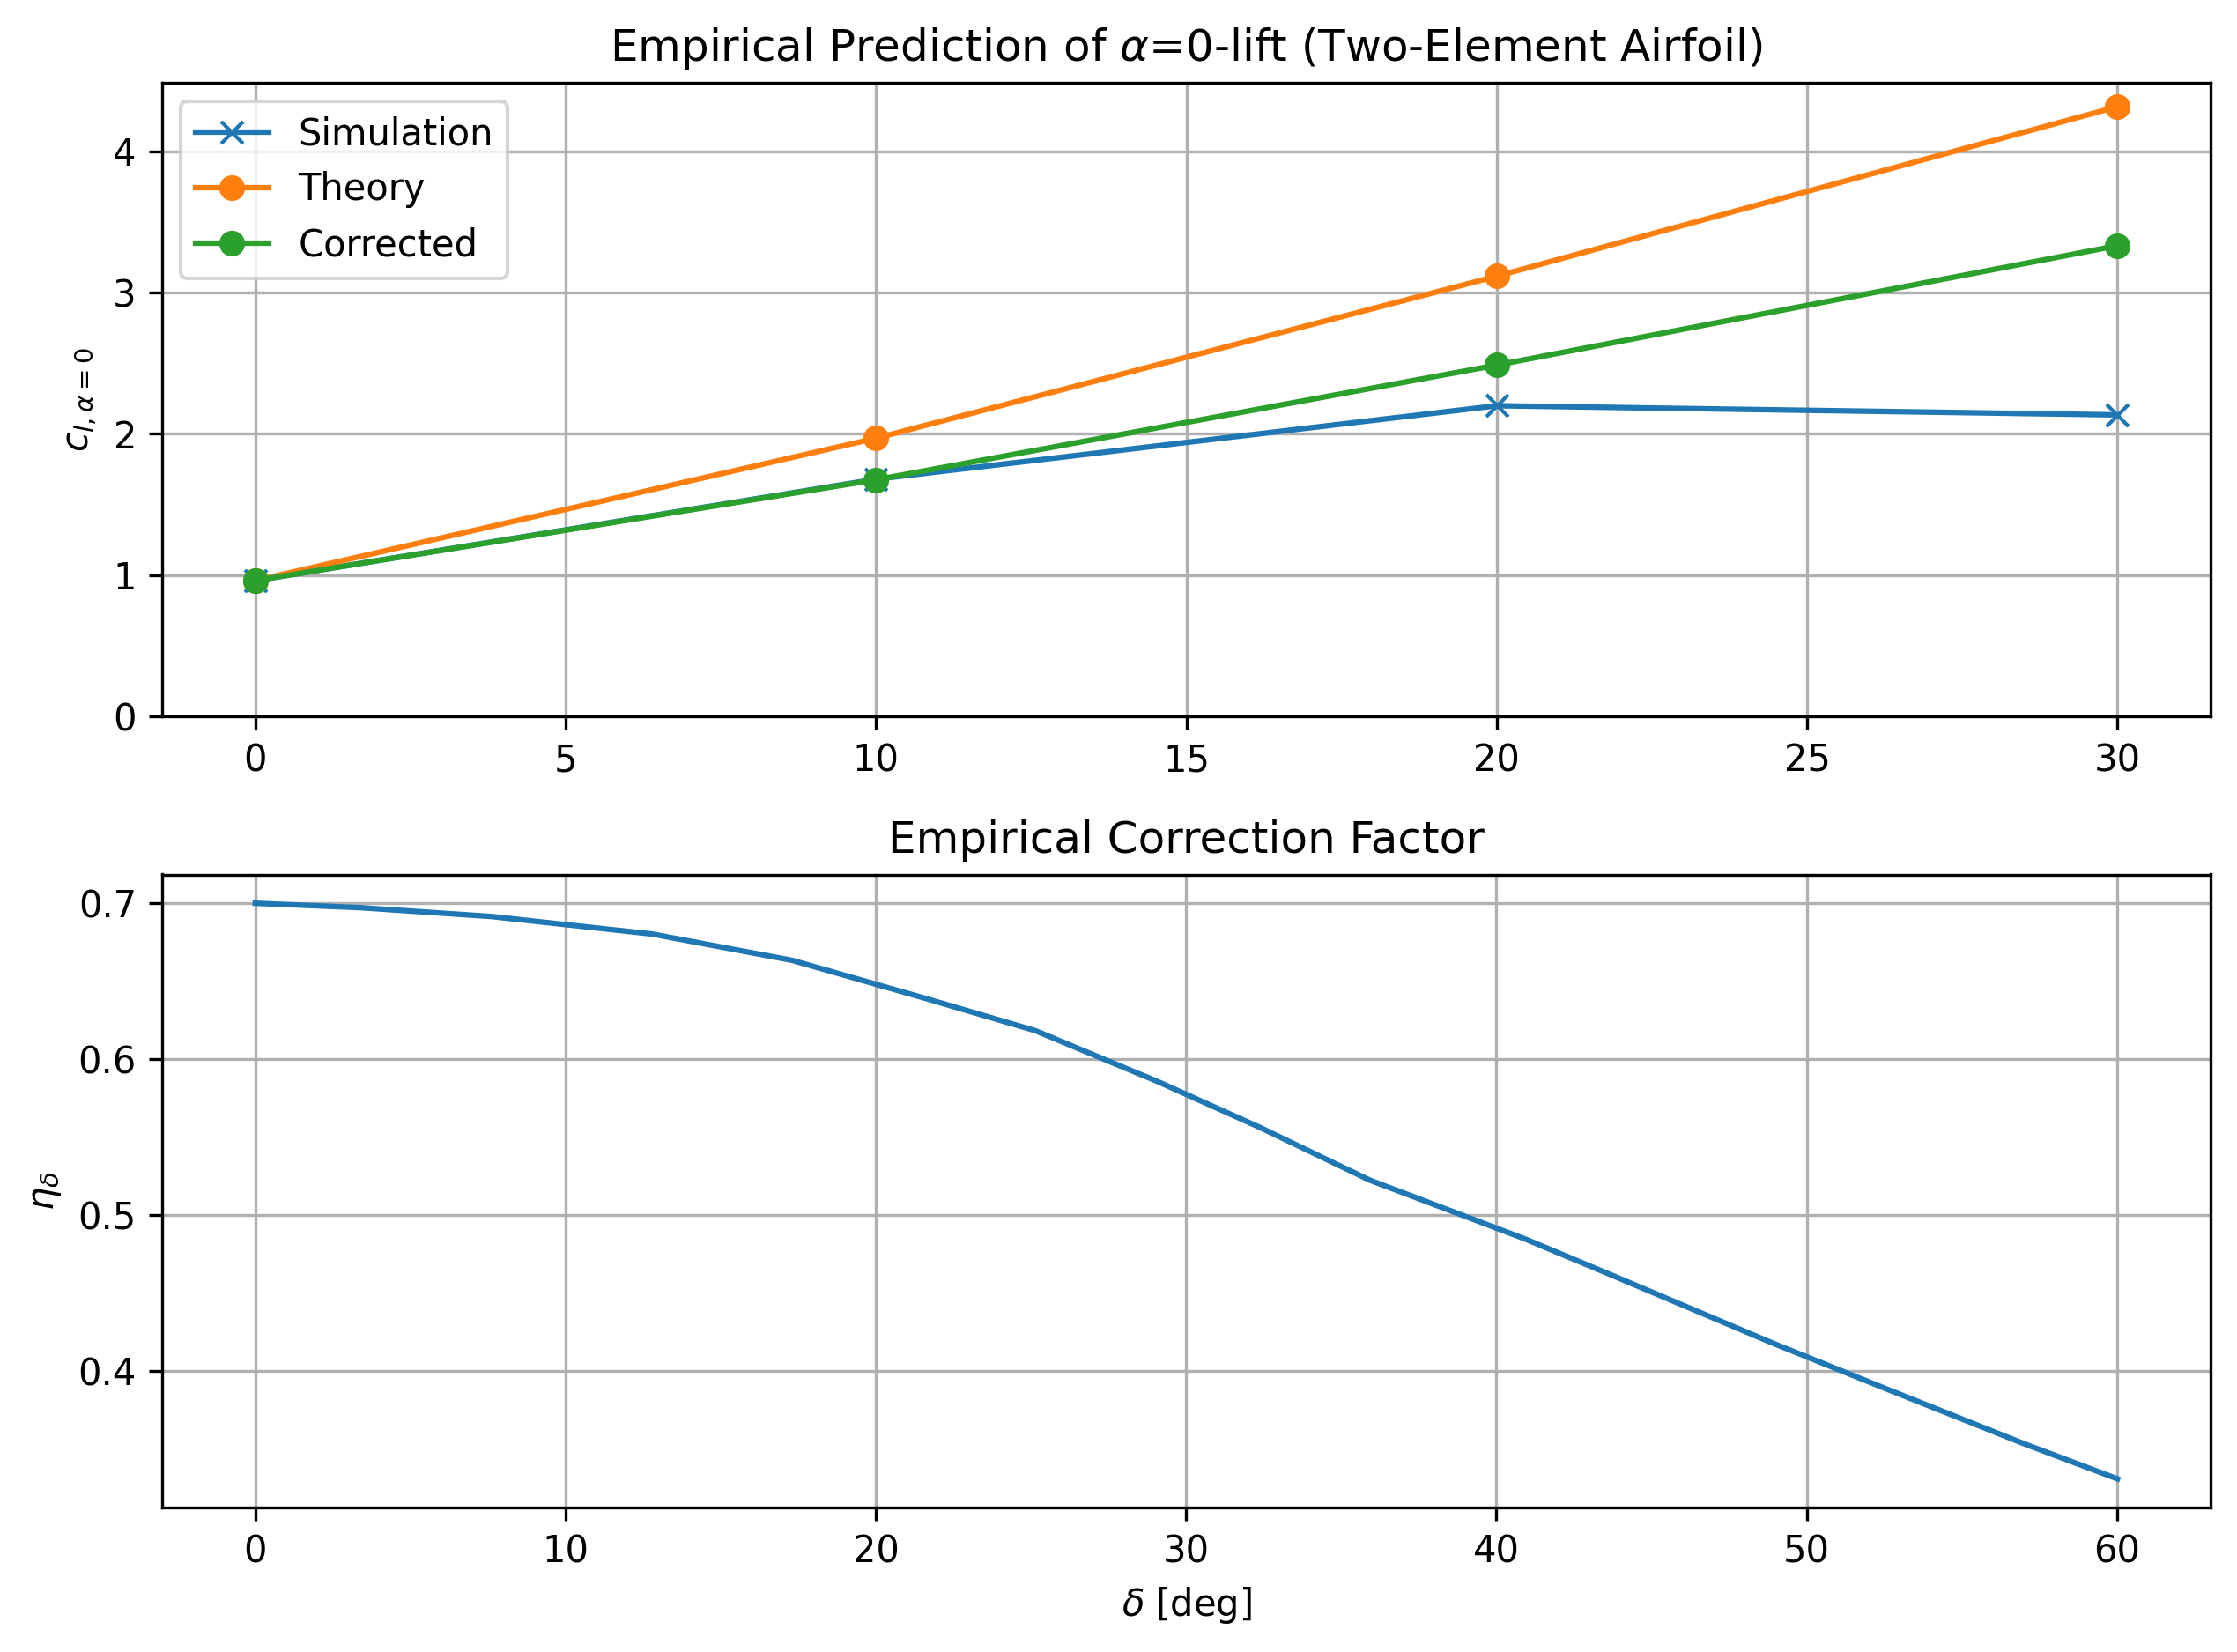 Empirical Prediction of α=0-lift (Two-Element Airfoil)
Simulation
Theory
Corrected
4
3
2
1
0
C_{l, α=0}
0 5 10 15 20 25 30
Empirical Correction Factor
0.7
0.6
0.5
0.4
η_δ
0 10 20 30 40 50 60
δ [deg]